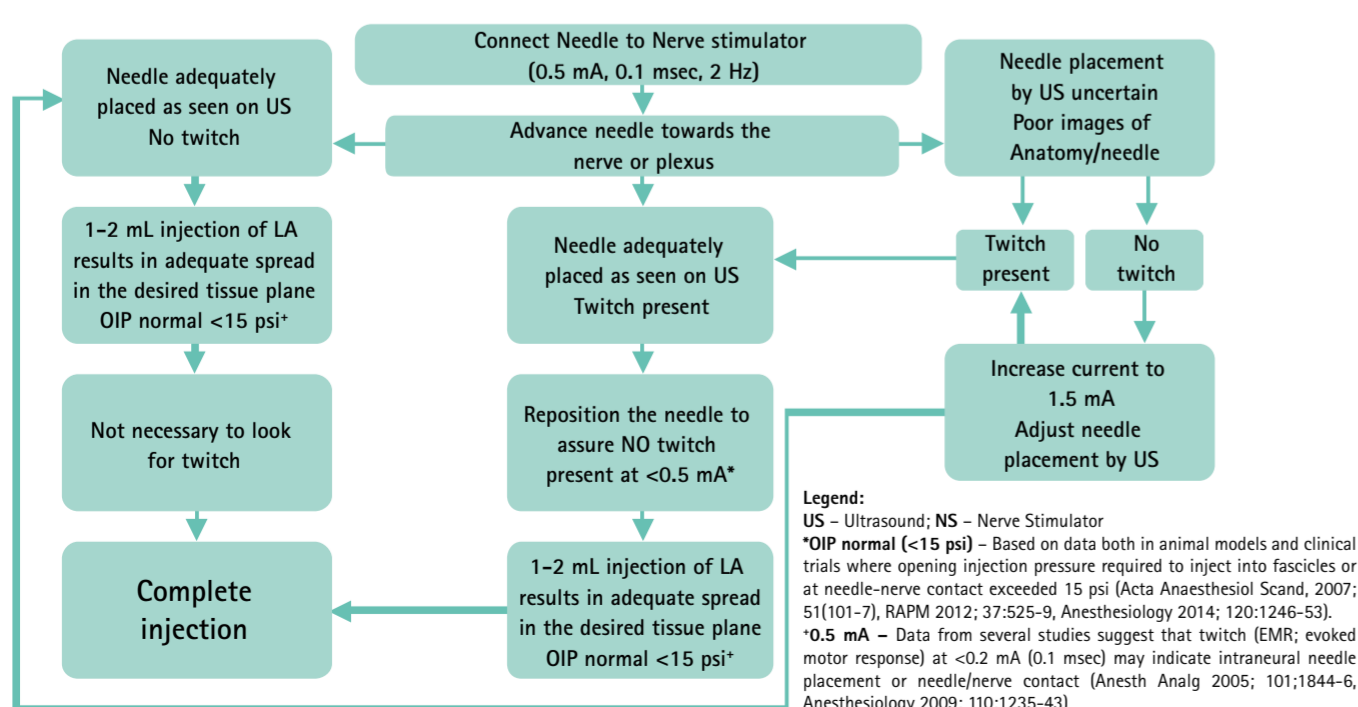 Connect Needle to Nerve stimulator
(0.5 mA, 0.1 msec, 2 Hz)
Advance needle towards the
nerve or plexus
Needle adequately
placed as seen on US
No twitch
1-2 mL injection of LA
results in adequate spread
in the desired tissue plane
OIP normal <15 psi⁺
Not necessary to look
for twitch
Complete
injection
Needle adequately
placed as seen on US
Twitch present
Reposition the needle to
assure NO twitch
present at <0.5 mA*
1-2 mL injection of LA
results in adequate spread
in the desired tissue plane
OIP normal <15 psi⁺
Needle placement
by US uncertain
Poor images of
Anatomy/needle
Twitch
present
No
twitch
Increase current to
1.5 mA
Adjust needle
placement by US
Legend:
US – Ultrasound; NS – Nerve Stimulator
*OIP normal (<15 psi) – Based on data both in animal models and clinical
trials where opening injection pressure required to inject into fascicles or
at needle-nerve contact exceeded 15 psi (Acta Anaesthesiol Scand, 2007;
51(101-7), RAPM 2012; 37:525-9, Anesthesiology 2014; 120:1246-53).
⁺0.5 mA – Data from several studies suggest that twitch (EMR; evoked
motor response) at <0.2 mA (0.1 msec) may indicate intraneural needle
placement or needle/nerve contact (Anesth Analg 2005; 101;1844-6,
Anesthesiology 2009; 110:1235-43)